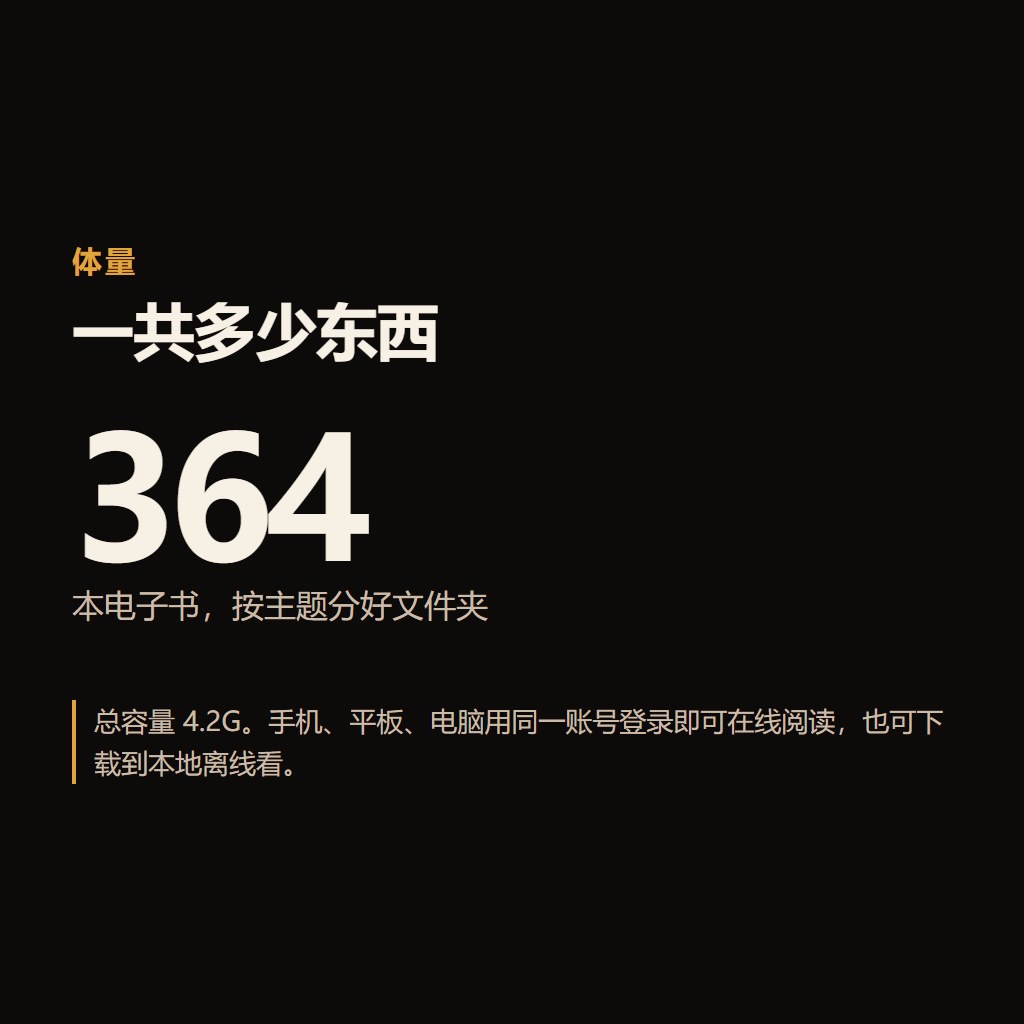 体量
一共多少东西
364
本电子书，按主题分好文件夹
总容量 4.2G。手机、平板、电脑用同一账号登录即可在线阅读，也可下
载到本地离线看。